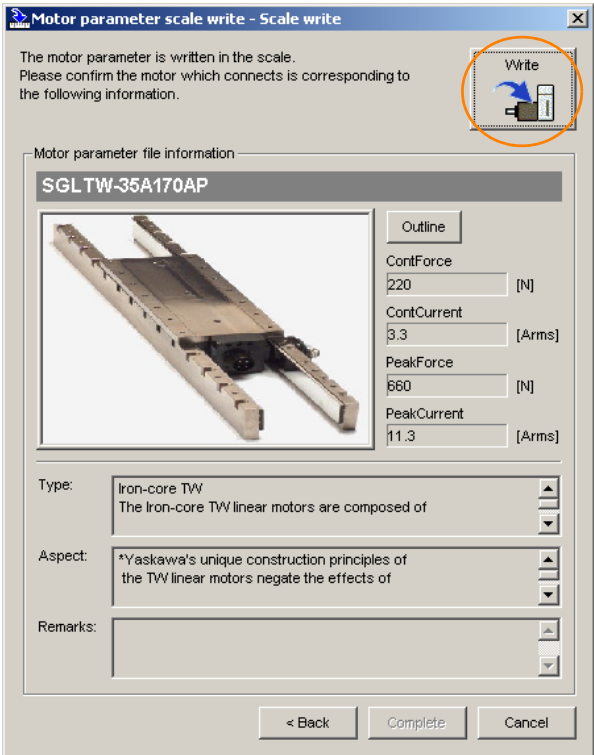 Motor parameter scale write - Scale write
The motor parameter is written in the scale.
Please confirm the motor which connects is corresponding to
the following information.
Write
Motor parameter file information
SGLTW-35A170AP
Outline
ContForce
220 [N]
ContCurrent
3.3 [Arms]
PeakForce
660 [N]
PeakCurrent
11.3 [Arms]
Type:
Iron-core TW
The Iron-core TW linear motors are composed of
Aspect:
*Yaskawa's unique construction principles of
the TW linear motors negate the effects of
Remarks:
< Back
Complete
Cancel